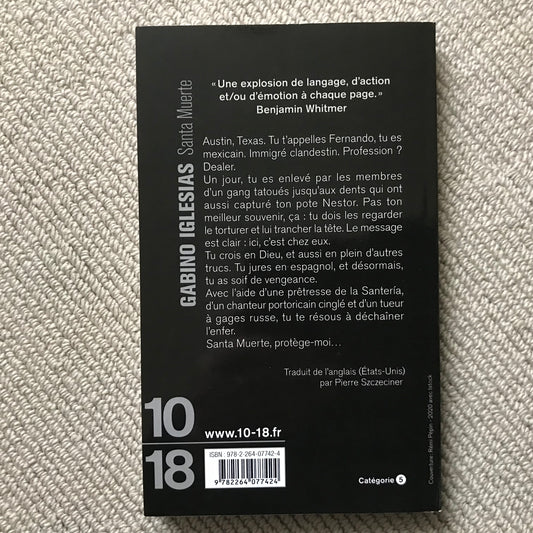 « Une explosion de langage, d'action
et/ou d'émotion à chaque page. »
Benjamin Whitmer
Austin, Texas. Tu t'appelles Fernando, tu es
mexicain. Immigré clandestin. Profession ?
Dealer.
Un jour, tu es enlevé par les membres
d'un gang tatoués jusqu'aux dents qui ont
aussi capturé ton pote Nestor. Pas ton
meilleur souvenir, ça : tu dois les regarder
le torturer et lui trancher la tête. Le message
est clair : ici, c'est chez eux.
Tu crois en Dieu, et aussi en plein d'autres
trucs. Tu jures en espagnol, et désormais,
tu as soif de vengeance.
Avec l'aide d'une prêtresse de la Santería,
d'un chanteur portoricain cinglé et d'un tueur
à gages russe, tu te résous à déchaîner
l'enfer.
Santa Muerte, protège-moi...
Traduit de l'anglais (États-Unis)
par Pierre Szczeciner
GABINO IGLESIAS Santa Muerte
10
18
www.10-18.fr
ISBN : 978-2-264-07742-4
9 782264 077424
Catégorie 5
Couverture : Rémi Pépin - 2020 avec Istock